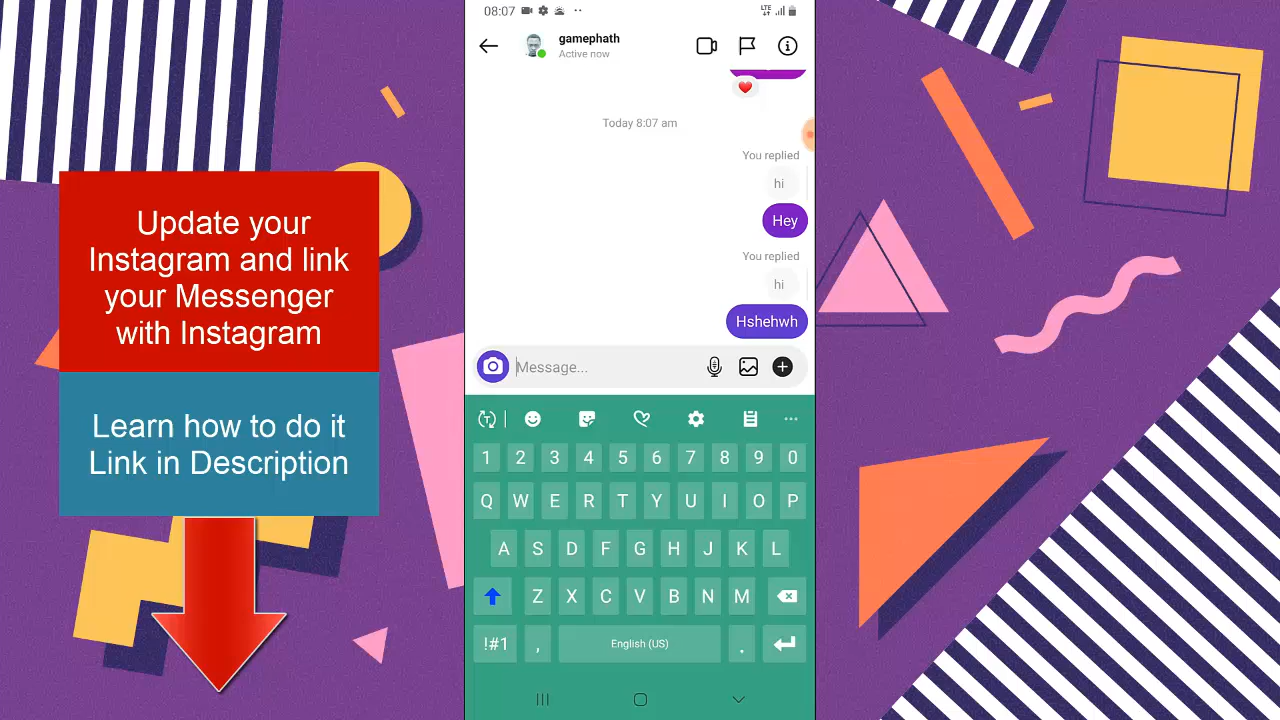 08:07
LTE
gamephath
Active now
Today 8:07 am
You replied
hi
Hey
You replied
hi
Hshehwh
Message...
Update your
Instagram and link
your Messenger
with Instagram
Learn how to do it
Link in Description
T
1 2 3 4 5 6 7 8 9 0
Q W E R T Y U I O P
A S D F G H J K L
Z X C V B N M
!#1 , English (US) .